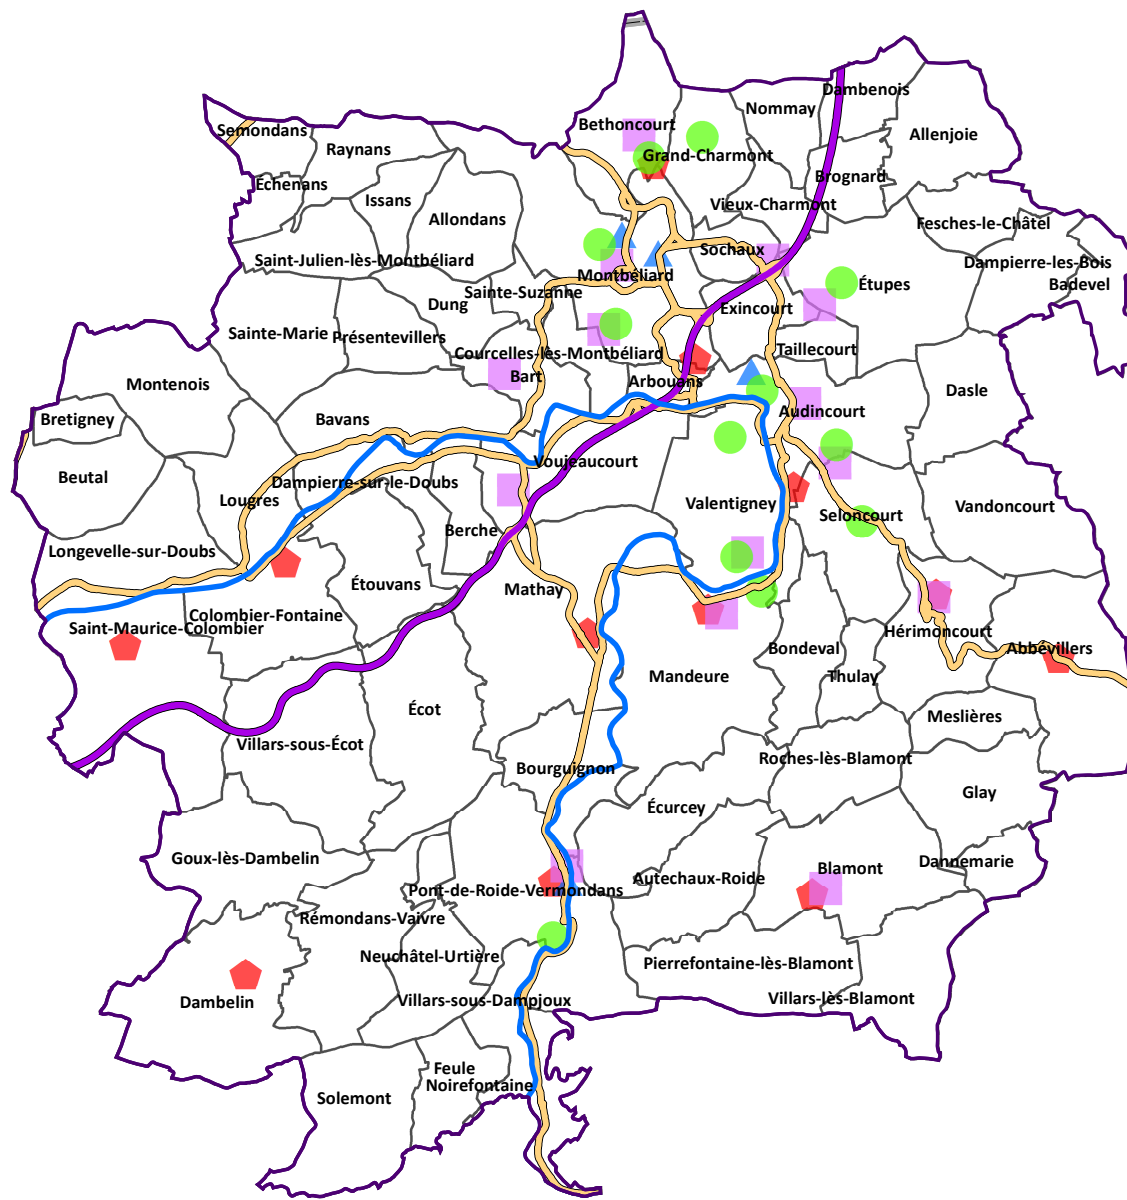 Dambenois
Nommay
Bethoncourt
Semondans
Allenjoie
Raynans
Grand-Charmont
Brognard
Échenans
Issans
Vieux-Charmont
Allondans
Fesches-le-Châtel
Sochaux
Saint-Julien-lès-Montbéliard
Dampierre-les-Bois
Montbéliard
Étupes
Badevel
Sainte-Suzanne
Dung
Exincourt
Sainte-Marie
Présentevillers
Taillecourt
Courcelles-lès-Montbéliard
Bart
Arbouans
Montenois
Dasle
Audincourt
Bretigney
Bavans
Voujeaucourt
Beutal
Dampierre-sur-le-Doubs
Lougres
Valentigney
Vandoncourt
Seloncourt
Berche
Longevelle-sur-Doubs
Étouvans
Mathay
Colombier-Fontaine
Saint-Maurice-Colombier
Hérimoncourt
Bondeval
Abbévillers
Mandeure
Thulay
Écot
Meslières
Villars-sous-Écot
Roches-lès-Blamont
Bourguignon
Glay
Écurcey
Goux-lès-Dambelin
Dannemarie
Blamont
Autechaux-Roide
Pont-de-Roide-Vermondans
Rémondans-Vaivre
Neuchâtel-Urtière
Pierrefontaine-lès-Blamont
Dambelin
Villars-sous-Dampjoux
Villars-lès-Blamont
Feule
Noirefontaine
Solemont